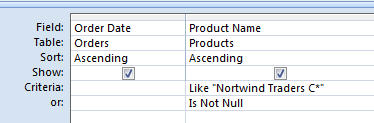 Field: Order Date Product Name
Table: Orders Products
Sort: Ascending Ascending
Show:
Criteria: Like "Nortwind Traders C*"
or: Is Not Null